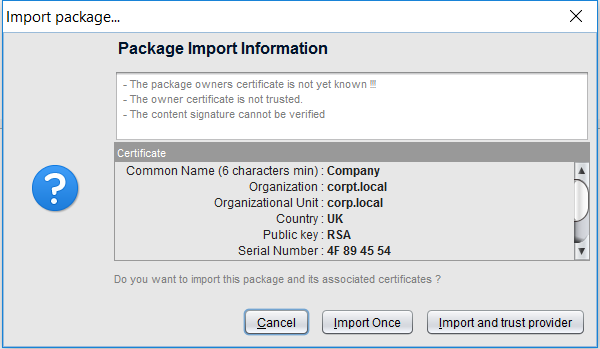 Import package...
Package Import Information
- The package owners certificate is not yet known !!!
- The owner certificate is not trusted.
- The content signature cannot be verified
Certificate
Common Name (6 characters min) : Company
Organization : corpt.local
Organizational Unit : corp.local
Country : UK
Public key : RSA
Serial Number : 4F 89 45 54
Do you want to import this package and its associated certificates ?
Cancel Import Once Import and trust provider